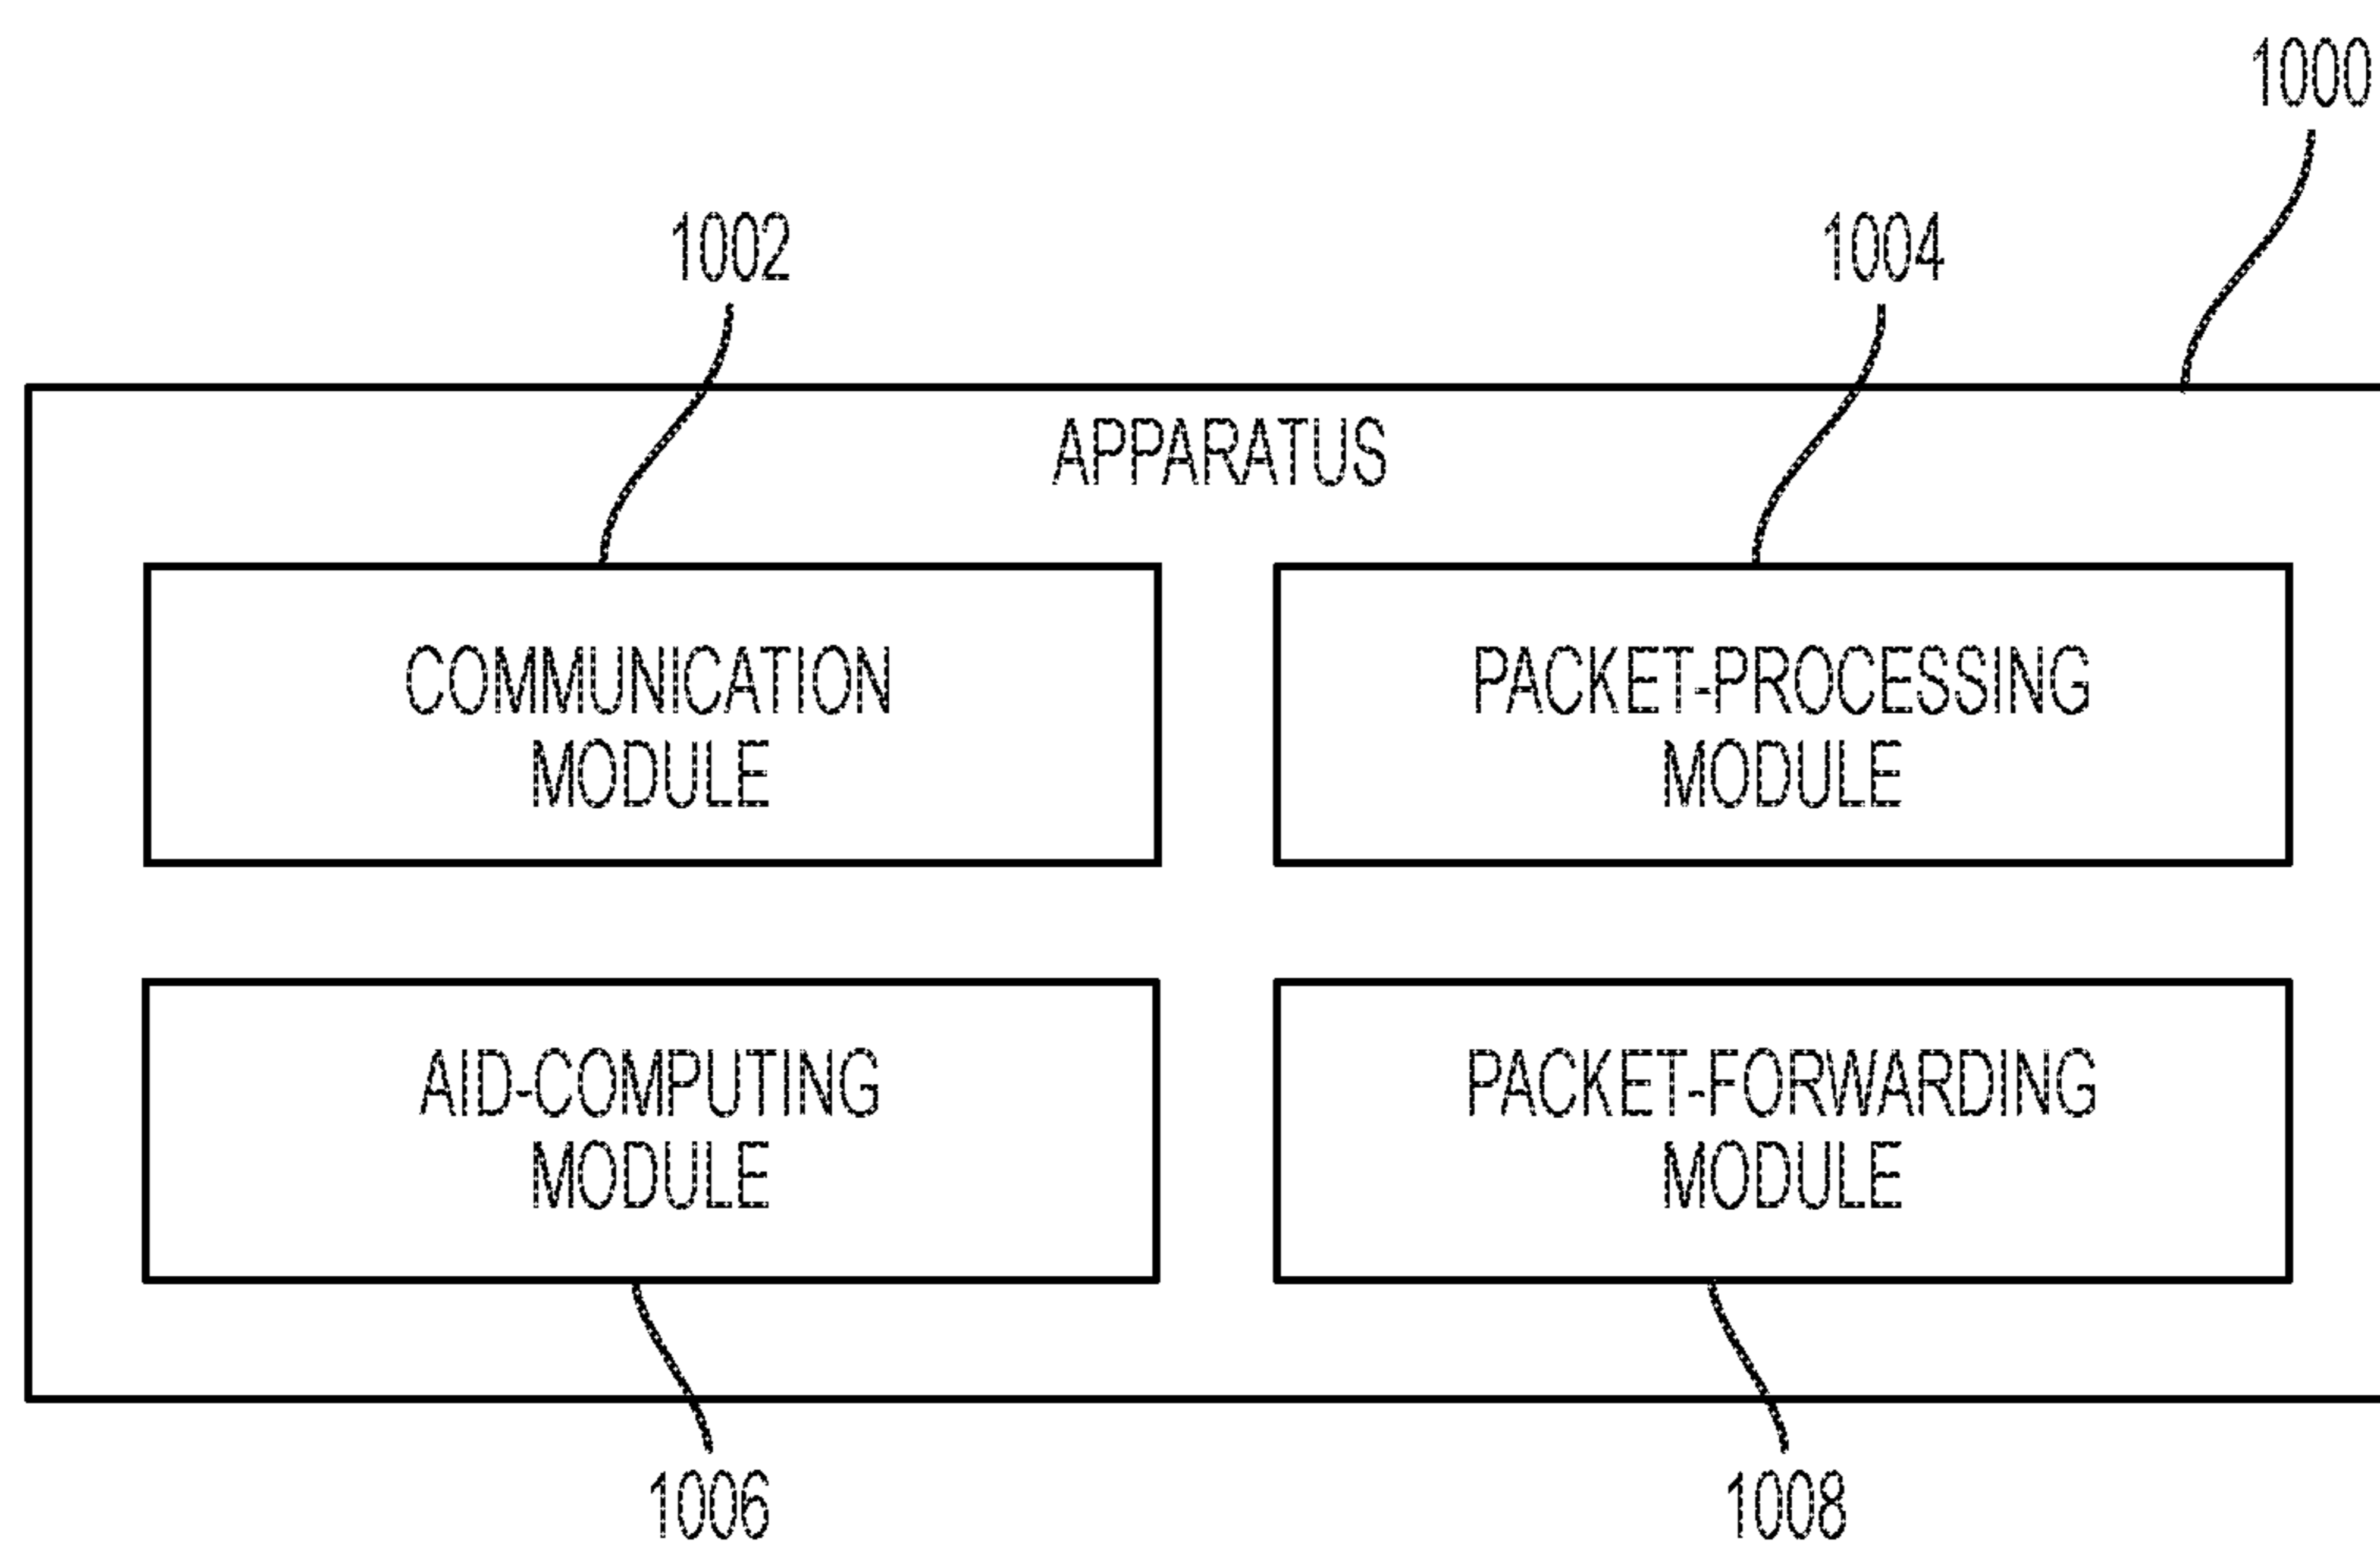 1000
1002
1004
APPARATUS
COMMUNICATION
MODULE
PACKET-PROCESSING
MODULE
AID-COMPUTING
MODULE
PACKET-FORWARDING
MODULE
1006
1008